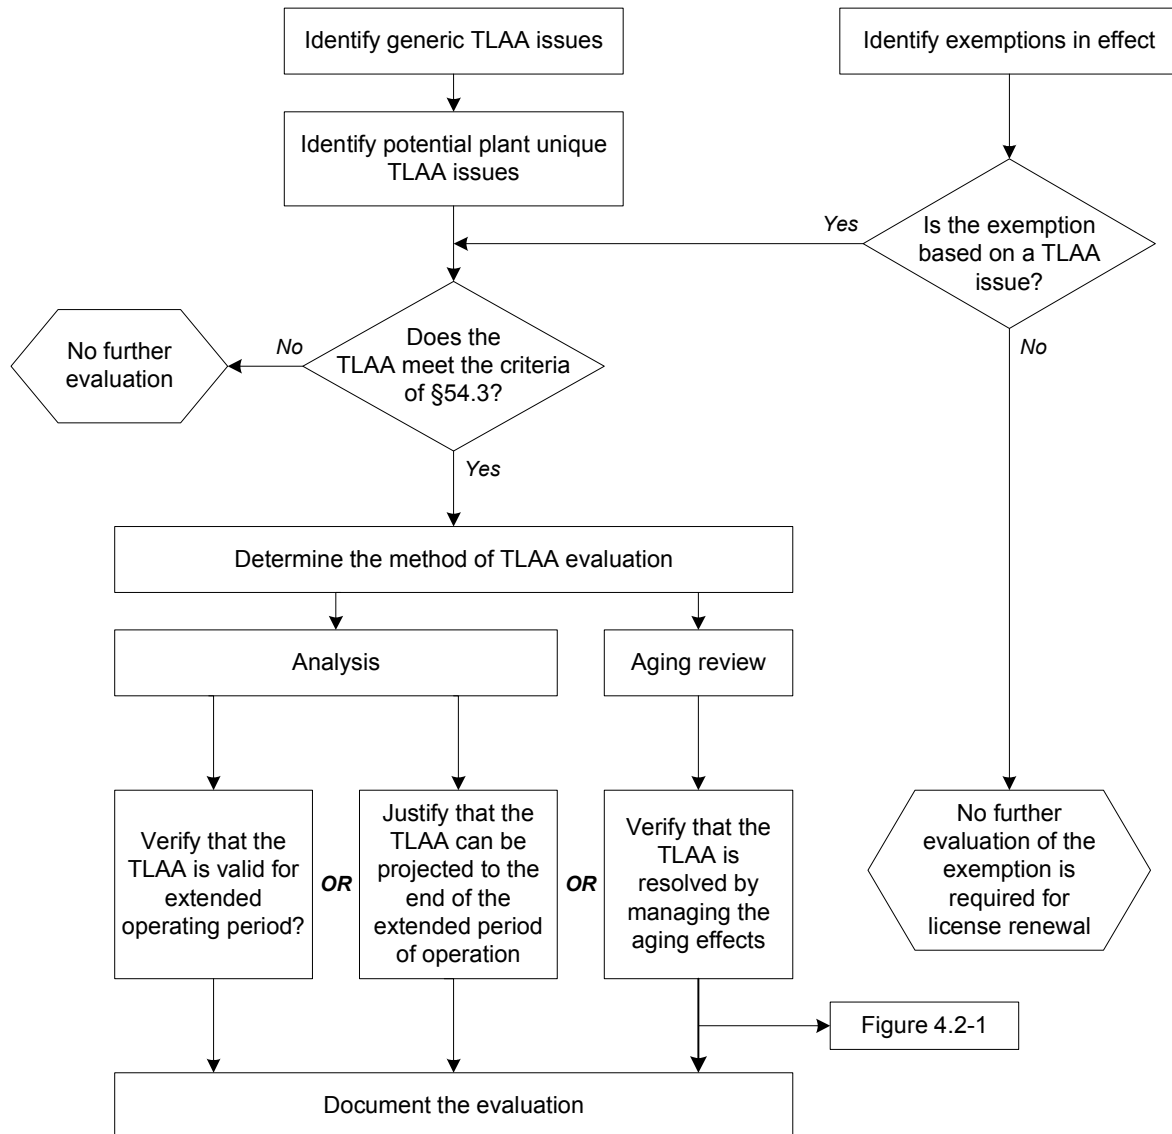 Identify generic TLAA issues
Identify exemptions in effect
Identify potential plant unique
TLAA issues
Yes
Is the exemption
based on a TLAA
issue?
No
Does the
TLAA meet the criteria
of §54.3?
No
No further
evaluation
Yes
Determine the method of TLAA evaluation
Analysis
Aging review
Verify that the
TLAA is valid for
extended
operating period?
OR
Justify that the
TLAA can be
projected to the
end of the
extended period
of operation
OR
Verify that the
TLAA is
resolved by
managing the
aging effects
No further
evaluation of the
exemption is
required for
license renewal
Figure 4.2-1
Document the evaluation